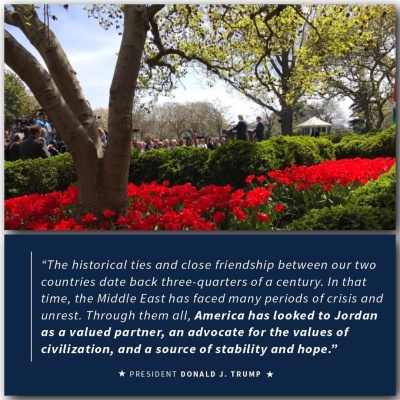 “The historical ties and close friendship between our two
countries date back three-quarters of a century. In that
time, the Middle East has faced many periods of crisis and
unrest. Through them all, America has looked to Jordan
as a valued partner, an advocate for the values of
civilization, and a source of stability and hope.”
★ PRESIDENT DONALD J. TRUMP ★